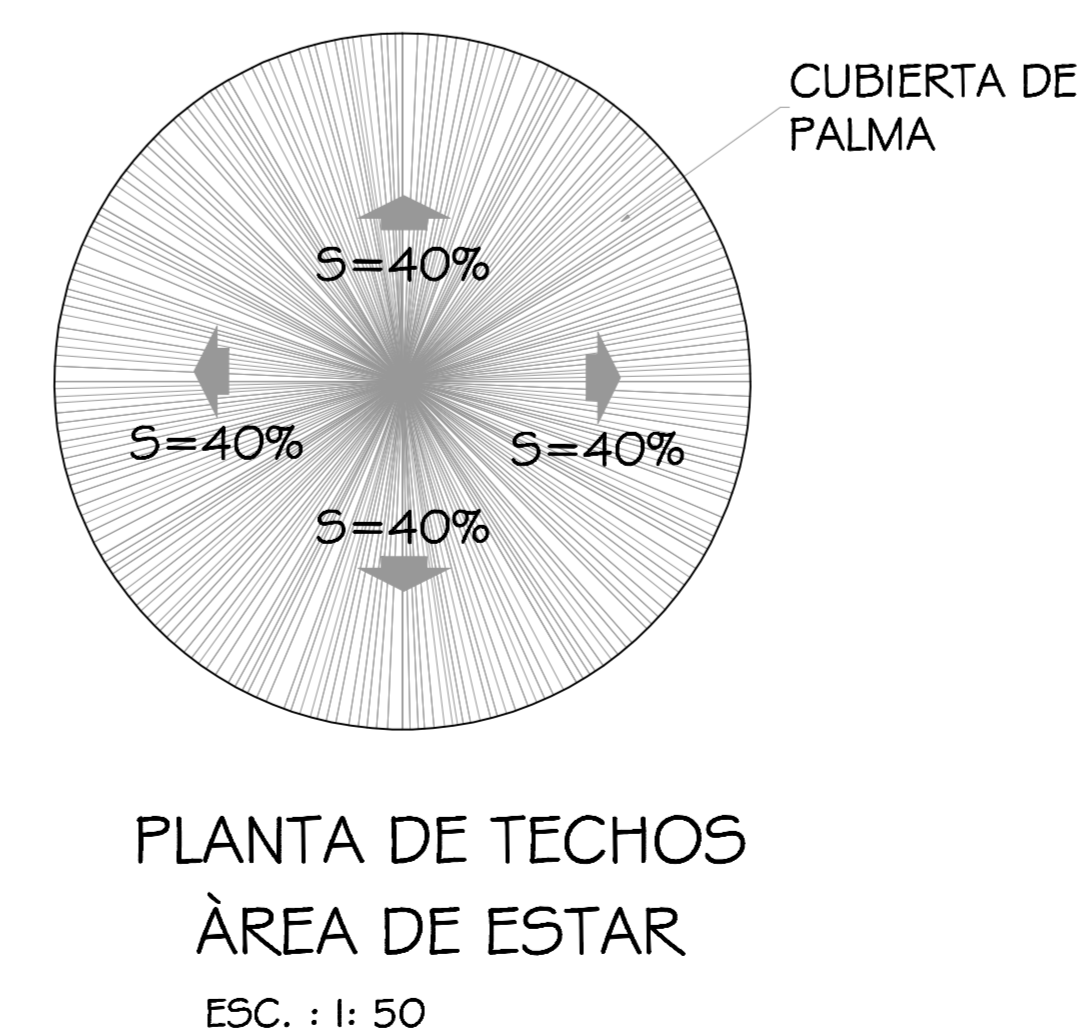 CUBIERTA DE
PALMA
S=40%
S=40%
S=40%
S=40%
PLANTA DE TECHOS
ÀREA DE ESTAR
ESC. : 1: 50